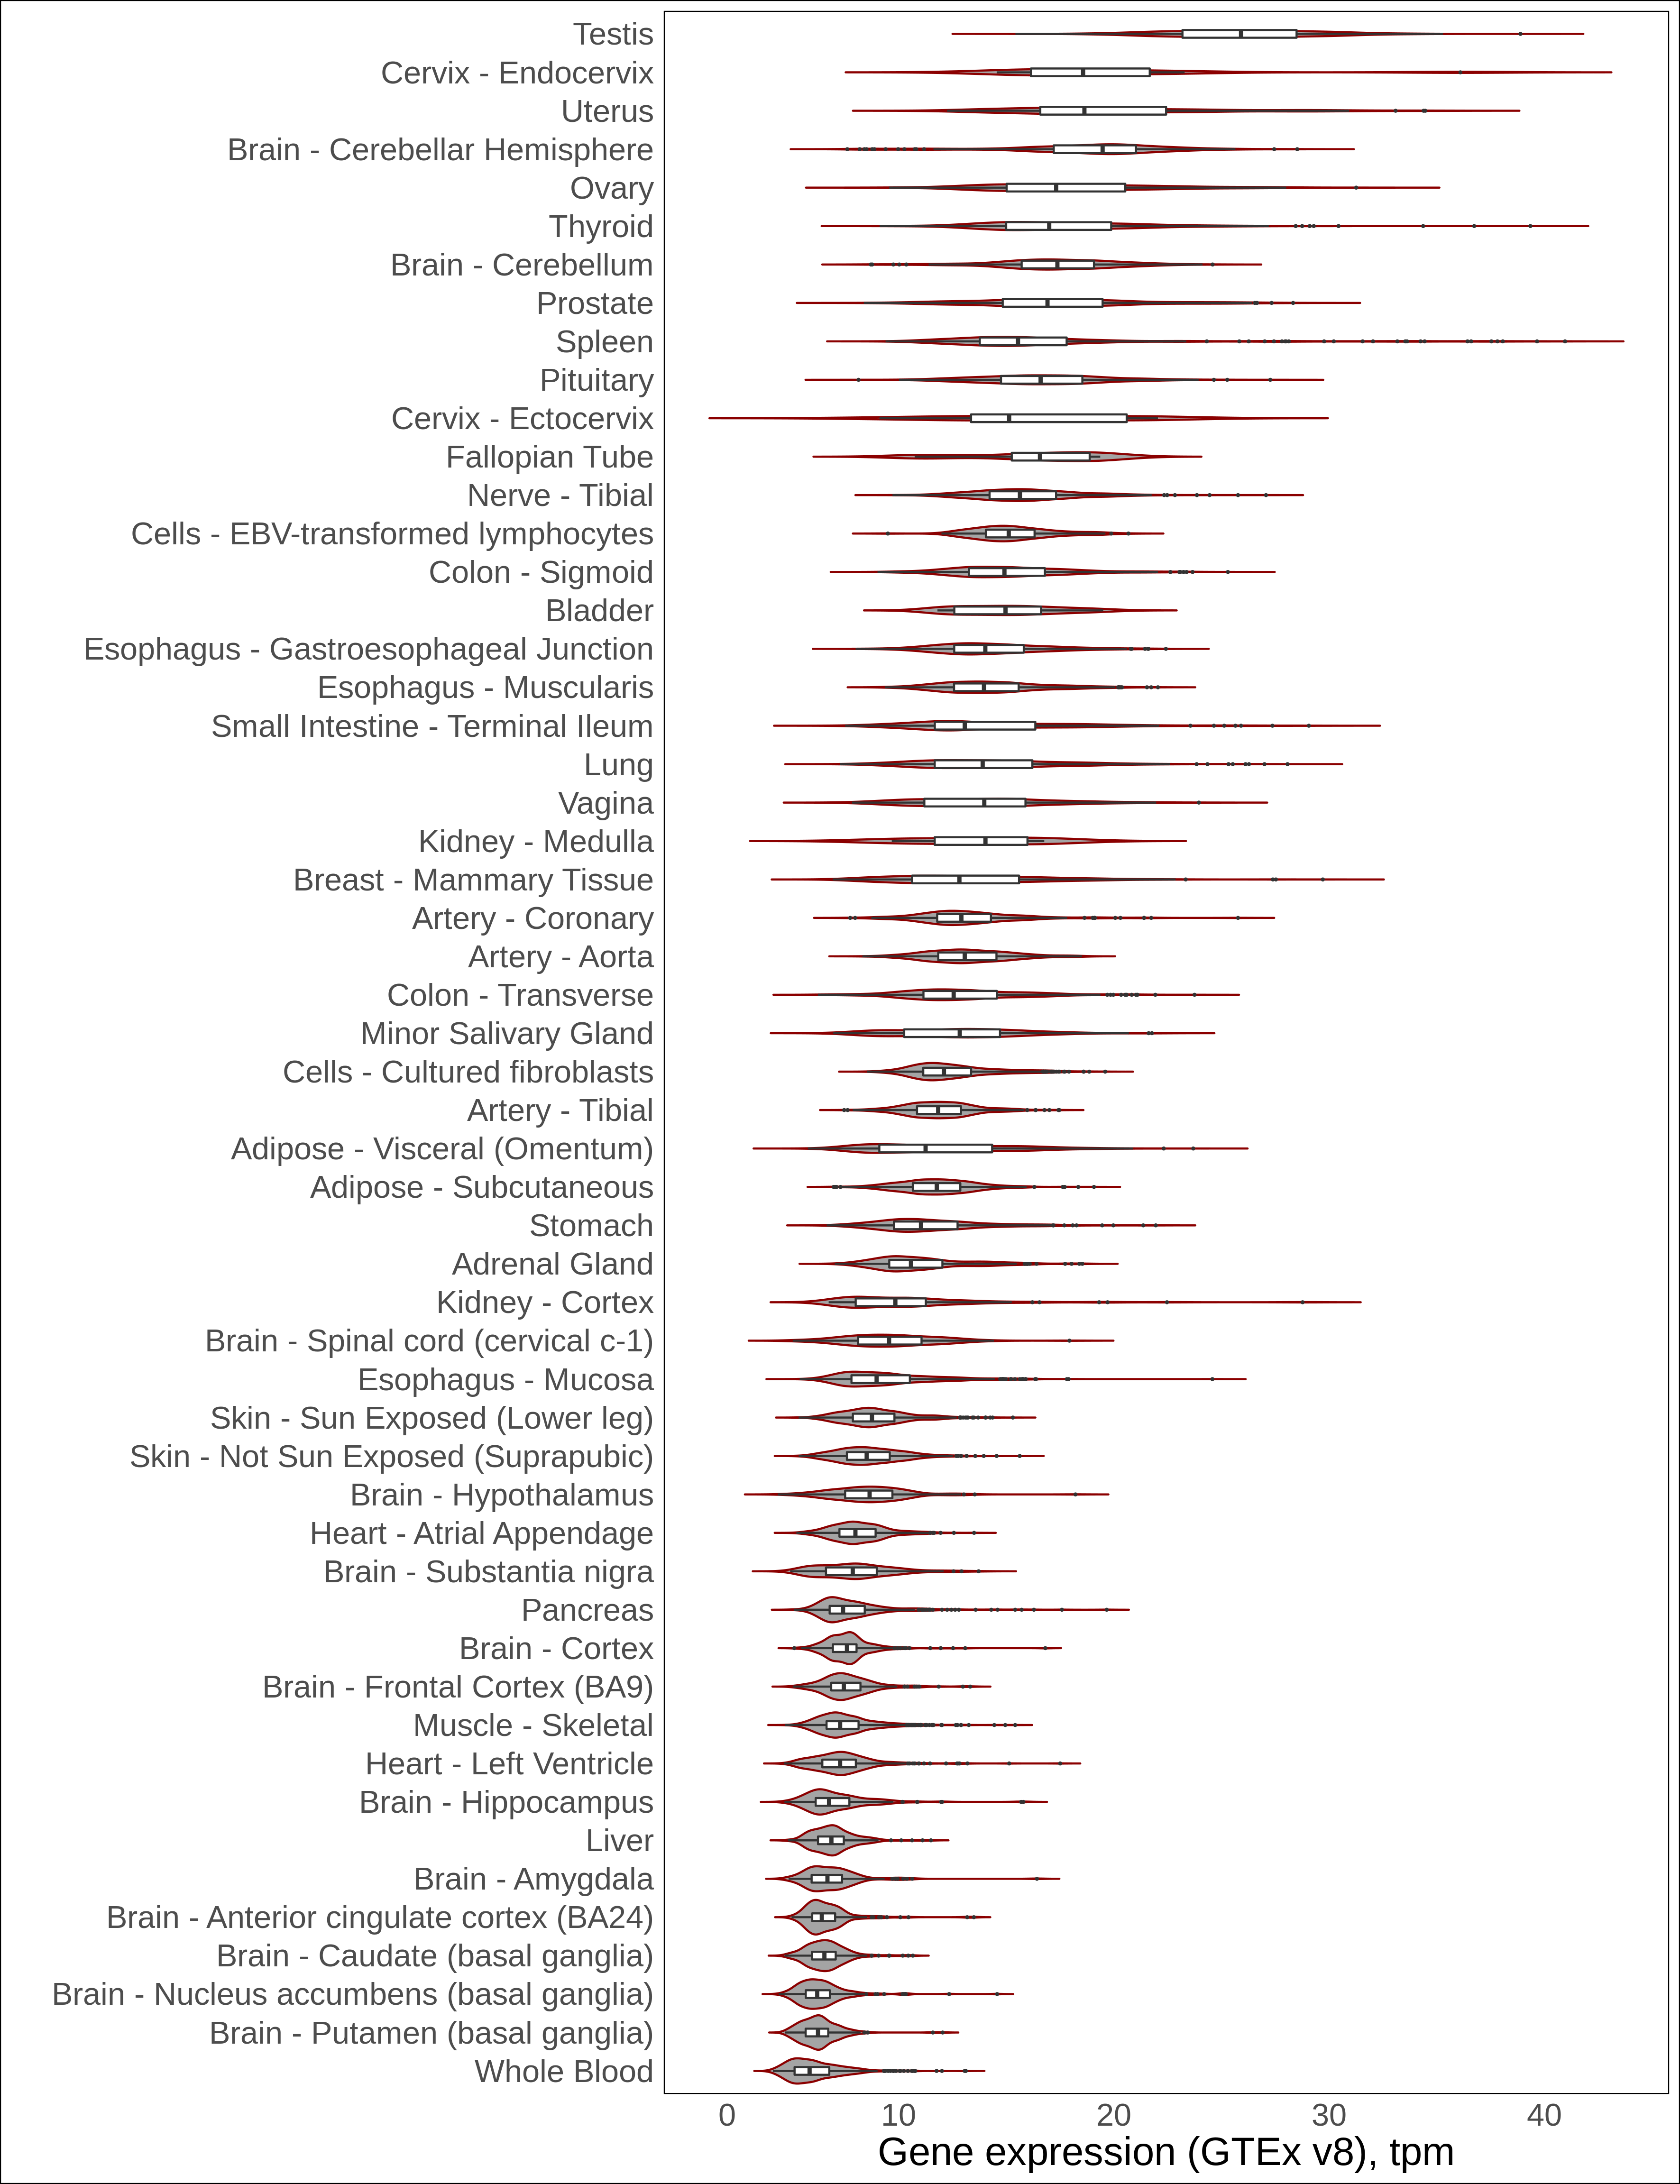 Testis
Cervix - Endocervix
Uterus
Brain - Cerebellar Hemisphere
Ovary
Thyroid
Brain - Cerebellum
Prostate
Spleen
Pituitary
Cervix - Ectocervix
Fallopian Tube
Nerve - Tibial
Cells - EBV-transformed lymphocytes
Colon - Sigmoid
Bladder
Esophagus - Gastroesophageal Junction
Esophagus - Muscularis
Small Intestine - Terminal Ileum
Lung
Vagina
Kidney - Medulla
Breast - Mammary Tissue
Artery - Coronary
Artery - Aorta
Colon - Transverse
Minor Salivary Gland
Cells - Cultured fibroblasts
Artery - Tibial
Adipose - Visceral (Omentum)
Adipose - Subcutaneous
Stomach
Adrenal Gland
Kidney - Cortex
Brain - Spinal cord (cervical c-1)
Esophagus - Mucosa
Skin - Sun Exposed (Lower leg)
Skin - Not Sun Exposed (Suprapubic)
Brain - Hypothalamus
Heart - Atrial Appendage
Brain - Substantia nigra
Pancreas
Brain - Cortex
Brain - Frontal Cortex (BA9)
Muscle - Skeletal
Heart - Left Ventricle
Brain - Hippocampus
Liver
Brain - Amygdala
Brain - Anterior cingulate cortex (BA24)
Brain - Caudate (basal ganglia)
Brain - Nucleus accumbens (basal ganglia)
Brain - Putamen (basal ganglia)
Whole Blood
0 10 20 30 40
Gene expression (GTEx v8), tpm